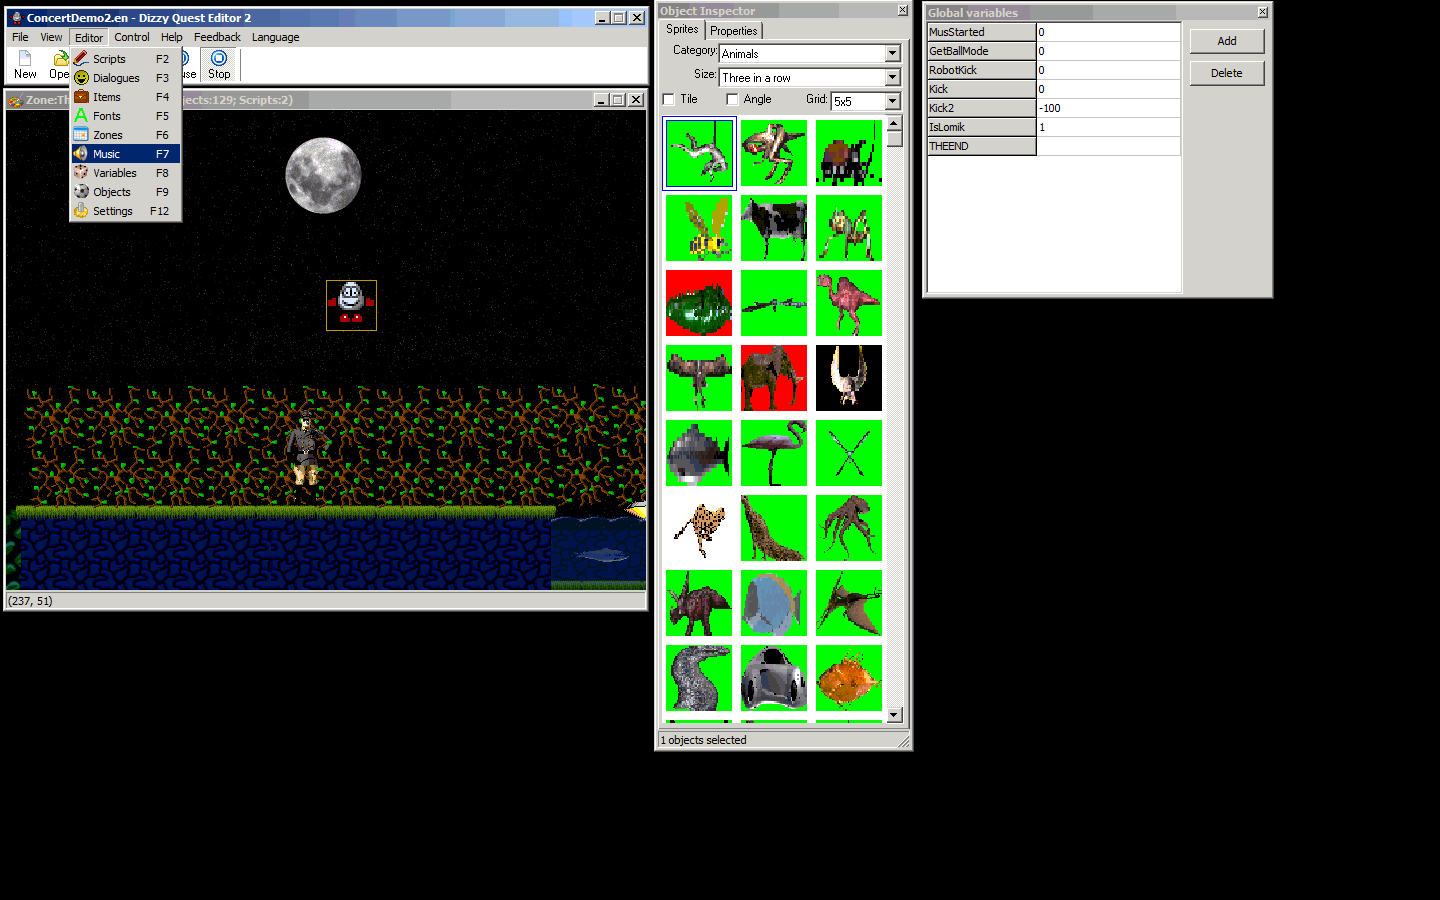 ConcertDemo2.en - Dizzy Quest Editor 2
File View Editor Control Help Feedback Language
New Ope use Stop
Scripts F2
Dialogues F3
Items F4
Fonts F5
Zones F6
Music F7
Variables F8
Objects F9
Settings F12
Zone:Th jects:129; Scripts:2)
(237, 51)
Object Inspector
Sprites Properties
Category: Animals
Size: Three in a row
Tile Angle Grid: 5x5
1 objects selected
Global variables
MusStarted 0
GetBallMode 0
RobotKick 0
Kick 0
Kick2 -100
IsLomik 1
THEEND
Add
Delete